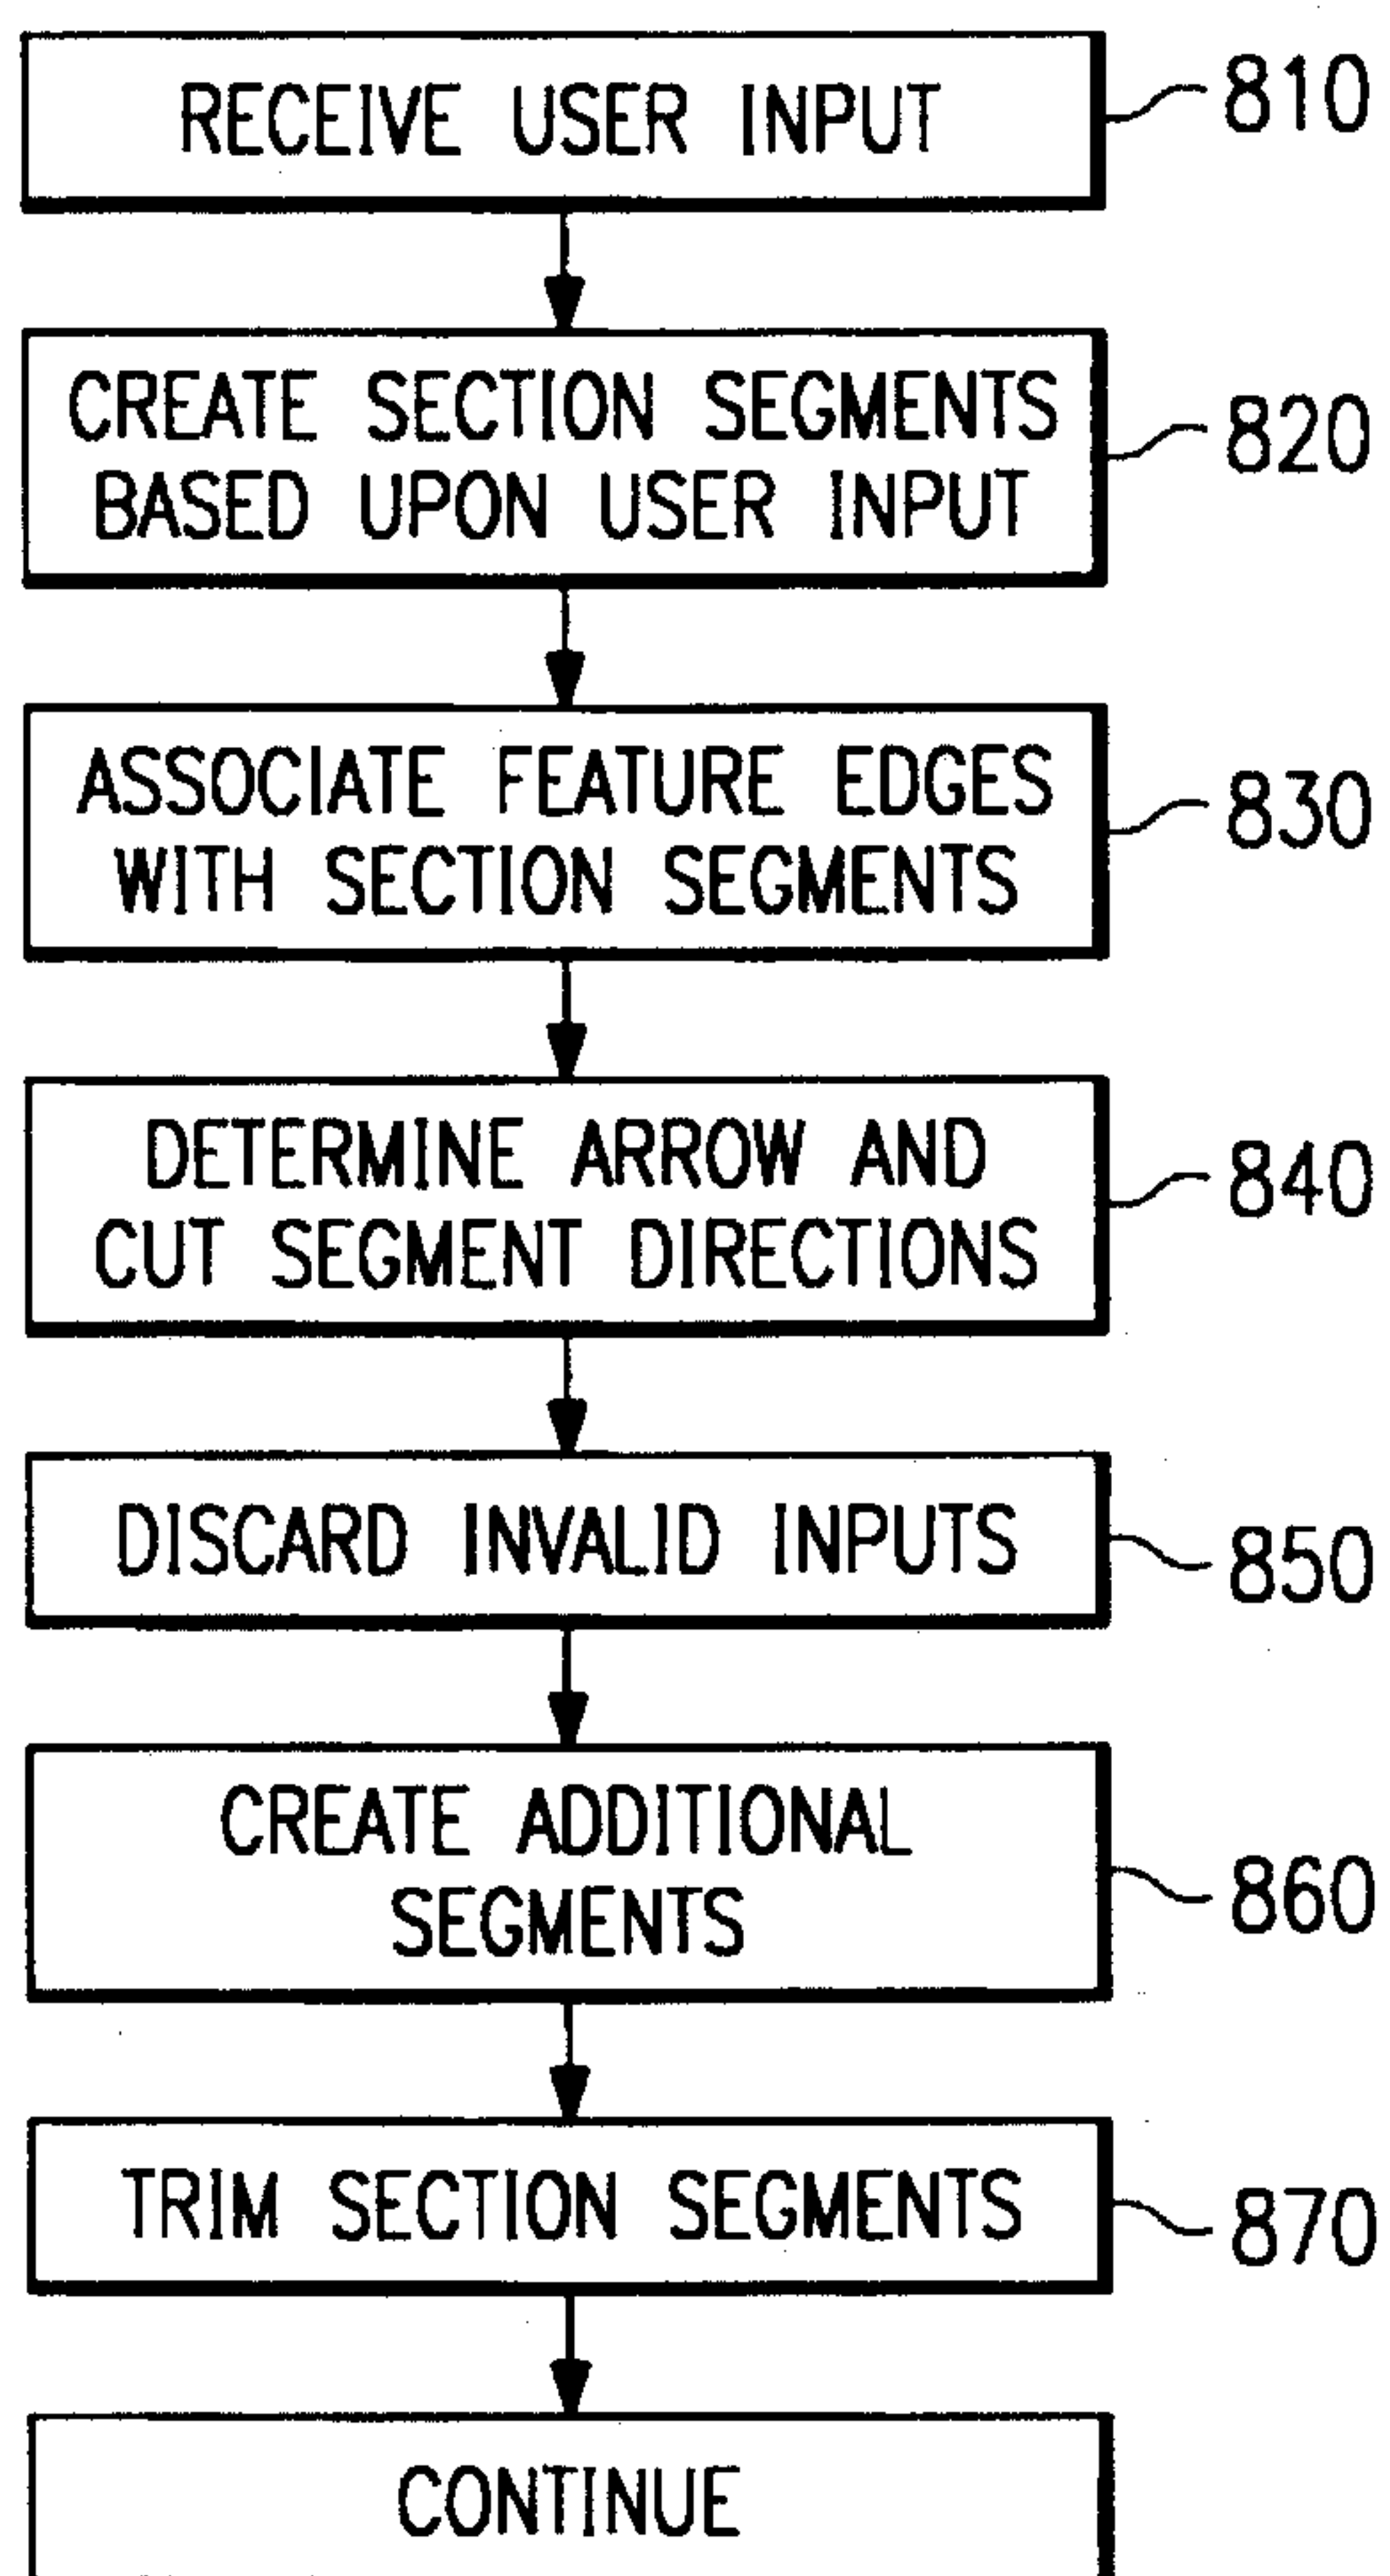 RECEIVE USER INPUT
810
CREATE SECTION SEGMENTS
BASED UPON USER INPUT
820
ASSOCIATE FEATURE EDGES
WITH SECTION SEGMENTS
830
DETERMINE ARROW AND
CUT SEGMENT DIRECTIONS
840
DISCARD INVALID INPUTS
850
CREATE ADDITIONAL
SEGMENTS
860
TRIM SECTION SEGMENTS
870
CONTINUE